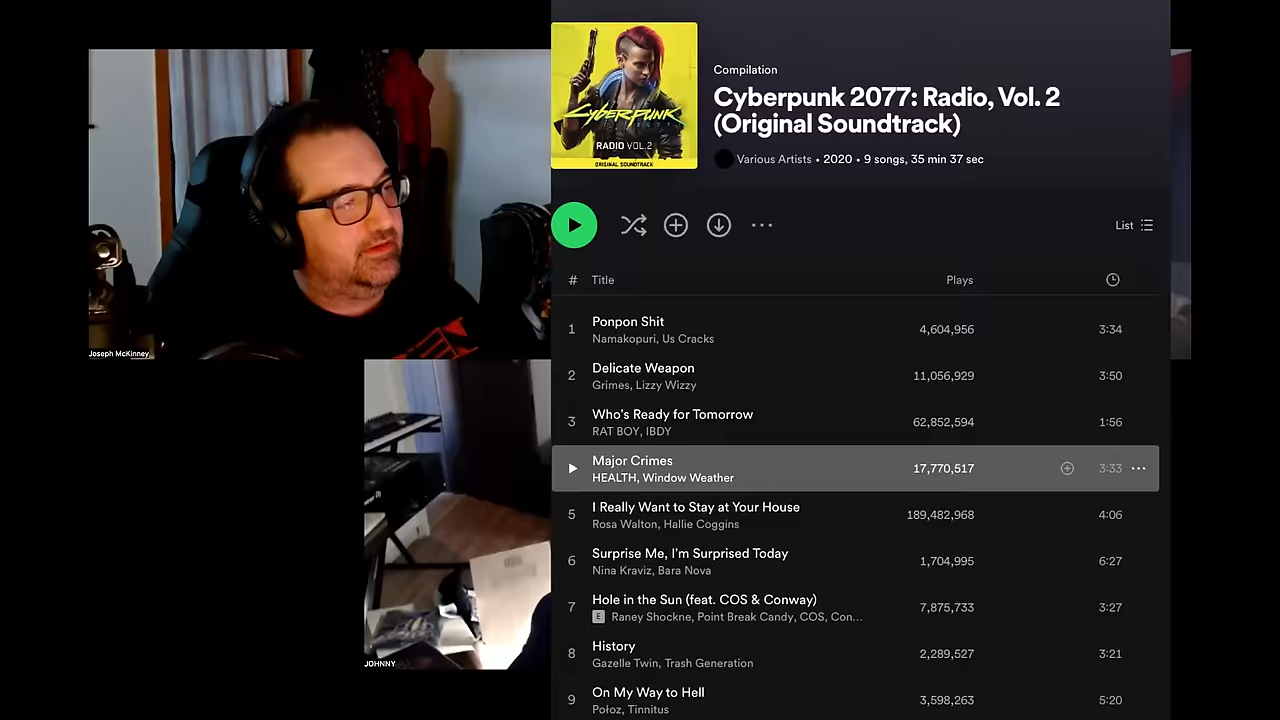 Compilation
Cyberpunk 2077: Radio, Vol. 2
(Original Soundtrack)
Various Artists • 2020 • 9 songs, 35 min 37 sec
CYBERPUNK
RADIO VOL.2
ORIGINAL SOUNDTRACK
List
# Title Plays
1 Ponpon Shit 4,604,956 3:34
Namakopuri, Us Cracks
2 Delicate Weapon 11,056,929 3:50
Grimes, Lizzy Wizzy
3 Who's Ready for Tomorrow 62,852,594 1:56
RAT BOY, IBDY
Major Crimes 17,770,517 3:33
HEALTH, Window Weather
5 I Really Want to Stay at Your House 189,482,968 4:06
Rosa Walton, Hallie Coggins
6 Surprise Me, I'm Surprised Today 1,704,995 6:27
Nina Kraviz, Bara Nova
7 Hole in the Sun (feat. COS & Conway) 7,875,733 3:27
E Raney Shockne, Point Break Candy, COS, Con...
8 History 2,289,527 3:21
Gazelle Twin, Trash Generation
9 On My Way to Hell 3,598,263 5:20
Połoz, Tinnitus
Joseph McKinney
JOHNNY